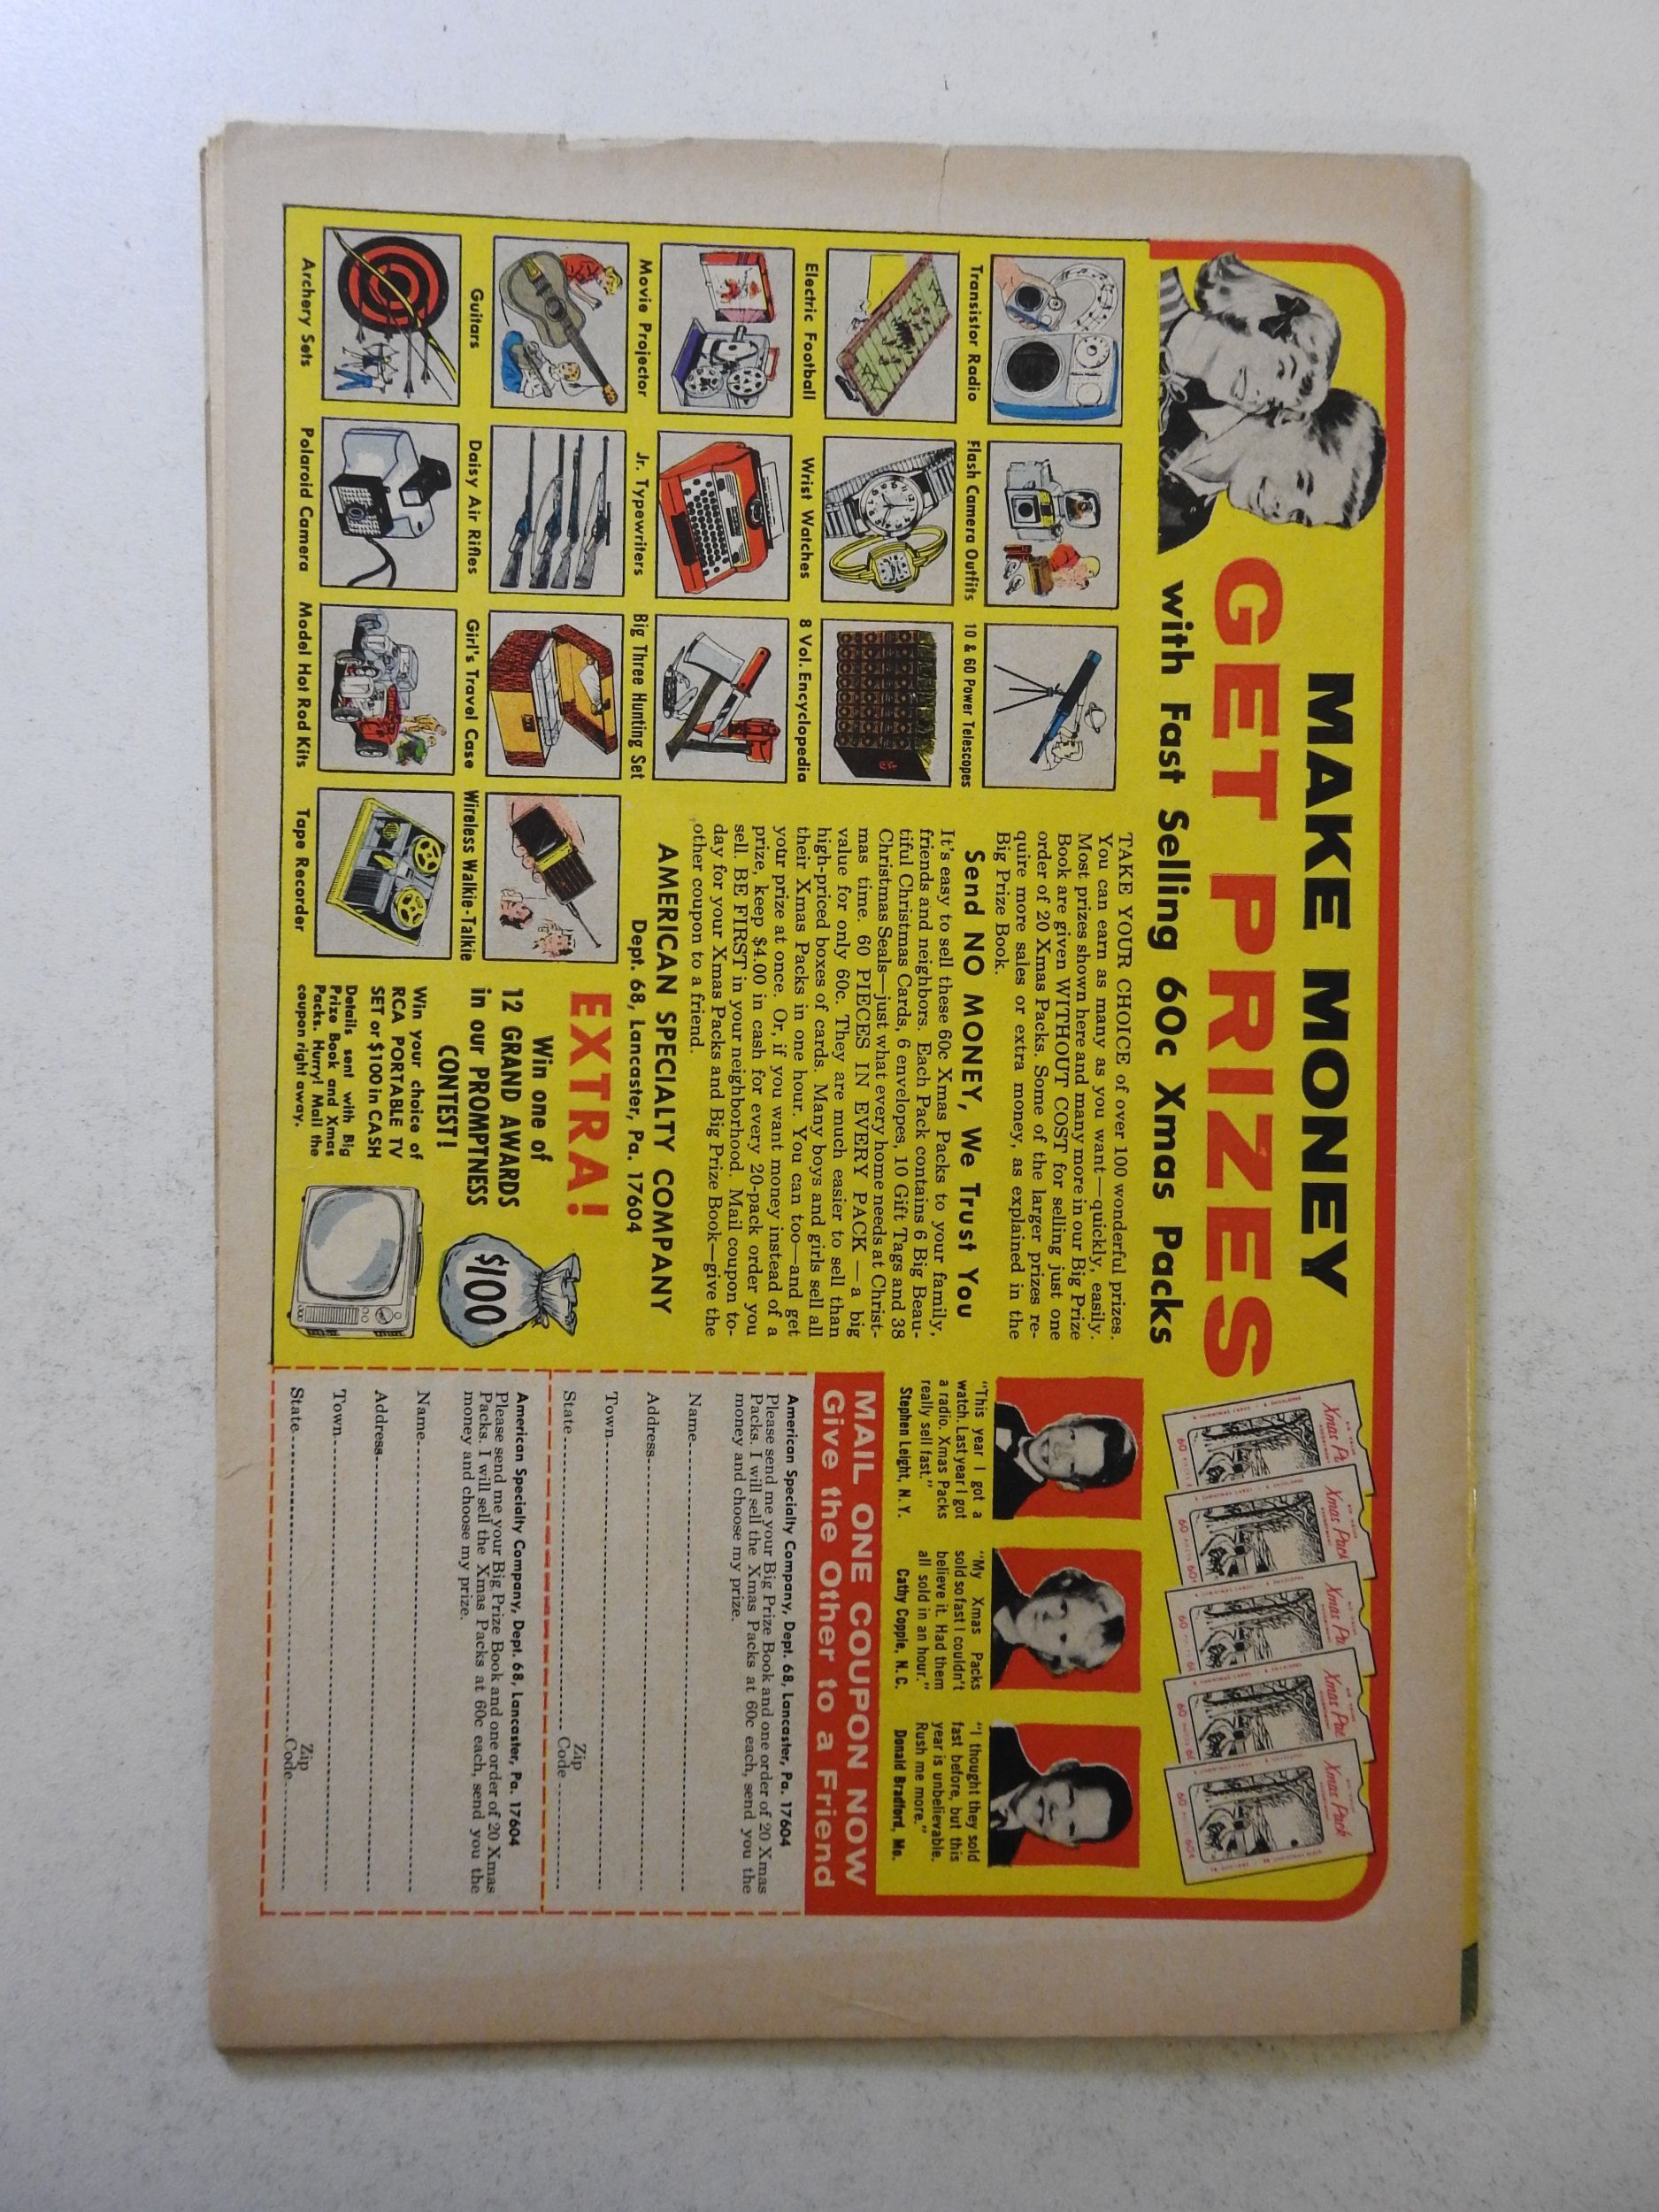 MAKE MONEY
GET PRIZES
with Fast Selling 60c Xmas Packs
Xmas Pack
60
60¢
TAKE YOUR CHOICE of over 100 wonderful prizes.
You can earn as many as you want—quickly, easily.
Most prizes shown here and many more in our Big Prize
Book are given WITHOUT COST for selling just one
order of 20 Xmas Packs. Some of the larger prizes re-
quire more sales or extra money, as explained in the
Big Prize Book.
Send NO MONEY, We Trust You
It's easy to sell these 60c Xmas Packs to your family,
friends and neighbors. Each Pack contains 6 Big Beau-
tiful Christmas Cards, 6 envelopes, 10 Gift Tags and 38
Christmas Seals—just what every home needs at Christ-
mas time. 60 PIECES IN EVERY PACK — a big
value for only 60c. They are much easier to sell than
high-priced boxes of cards. Many boys and girls sell all
their Xmas Packs in one hour. You can too—and get
your prize at once. Or, if you want money instead of a
prize, keep $4.00 in cash for every 20-pack order you
sell. BE FIRST in your neighborhood. Mail coupon to-
day for your Xmas Packs and Big Prize Book—give the
other coupon to a friend.
AMERICAN SPECIALTY COMPANY
Dept. 68, Lancaster, Pa. 17604
Transistor Radio
Flash Camera Outfits
10 & 60 Power Telescopes
Electric Football
Wrist Watches
8 Vol. Encyclopedia
Movie Projector
Jr. Typewriters
Big Three Hunting Set
Guitars
Daisy Air Rifles
Girl's Travel Case
Wireless Walkie-Talkie
Archery Sets
Polaroid Camera
Model Hot Rod Kits
Tape Recorder
EXTRA!
Win one of
12 GRAND AWARDS
in our PROMPTNESS
CONTEST!
Win your choice of
RCA PORTABLE TV
SET or $100 in CASH
Details sent with Big
Prize Book and Xmas
Packs. Hurry! Mail the
coupon right away.
$100
"This year I got a
watch. Last year I got
a radio. Xmas Packs
really sell fast."
Stephen Leight, N.Y.
"My Xmas Packs
sold so fast I couldn't
believe it. Had them
all sold in an hour."
Cathy Copple, N.C.
"I thought they sold
fast before, but this
year is unbelievable.
Rush me more."
Donald Bradford, Me.
MAIL ONE COUPON NOW
Give the Other to a Friend
American Specialty Company, Dept. 68, Lancaster, Pa. 17604
Please send me your Big Prize Book and one order of 20 Xmas
Packs. I will sell the Xmas Packs at 60c each, send you the
money and choose my prize.
Name
Address
Town
State
Zip
Code
American Specialty Company, Dept. 68, Lancaster, Pa. 17604
Please send me your Big Prize Book and one order of 20 Xmas
Packs. I will sell the Xmas Packs at 60c each, send you the
money and choose my prize.
Name
Address
Town
State
Zip
Code